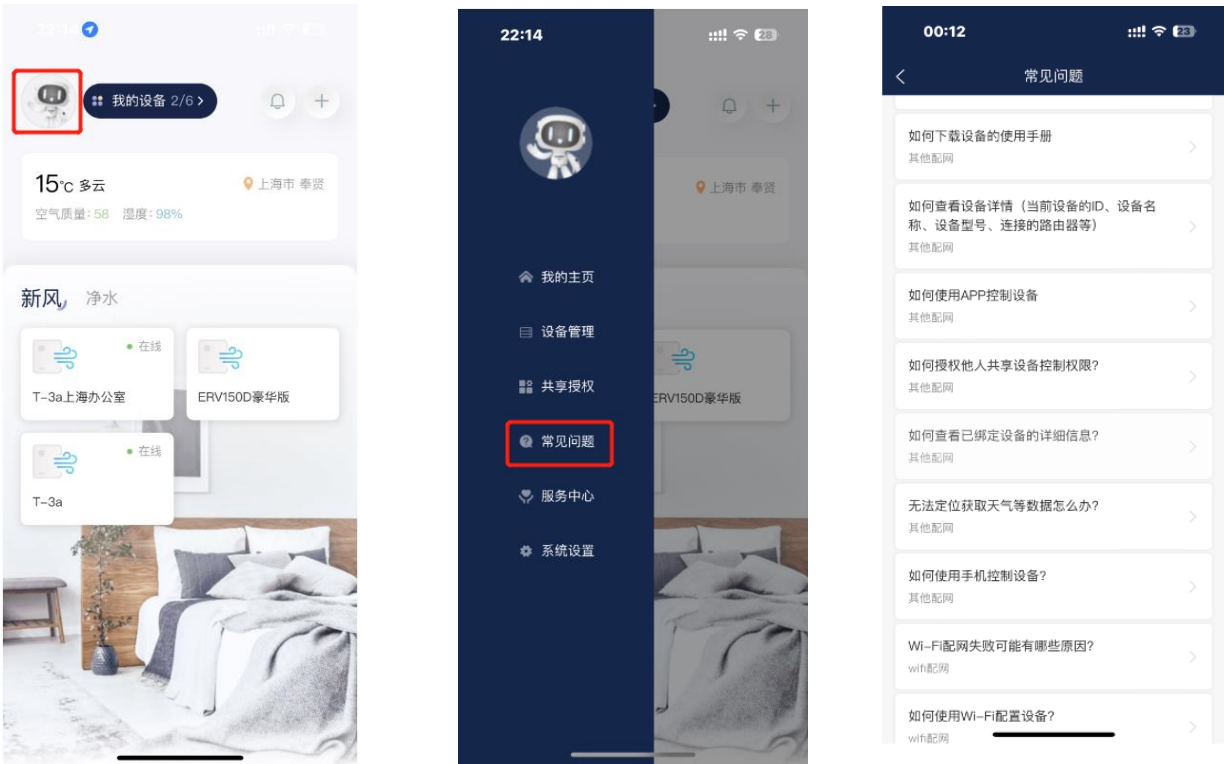 22:14
我的设备 2/6 >
15℃ 多云
上海市 奉贤
空气质量: 58 湿度: 98%
新风 净水
在线
T-3a上海办公室
ERV150D豪华版
在线
T-3a
22:14
28
上海市 奉贤
我的主页
设备管理
共享授权
ERV150D豪华版
常见问题
服务中心
系统设置
00:12
23
常见问题
如何下载设备的使用手册
其他配网
如何查看设备详情（当前设备的ID、设备名
称、设备型号、连接的路由器等）
其他配网
如何使用APP控制设备
其他配网
如何授权他人共享设备控制权限?
其他配网
如何查看已绑定设备的详细信息?
其他配网
无法定位获取天气等数据怎么办?
其他配网
如何使用手机控制设备?
其他配网
Wi-Fi配网失败可能有哪些原因?
wifi配网
如何使用Wi-Fi配置设备?
wifi配网